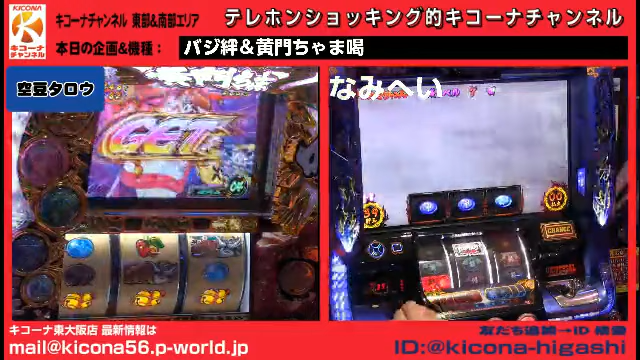 KICONA
キコーナ
チャンネル
キコーナチャンネル 東部&南部エリア
テレホンショッキング的キコーナチャンネル
本日の企画&機種：
バジ絆&黄門ちゃま喝
空豆タロウ
なみへい
GET
CHANCE
キコーナ東大阪店 最新情報は
mail@kicona56.p-world.jp
友だち追加→ID 検索
ID:@kicona-higashi